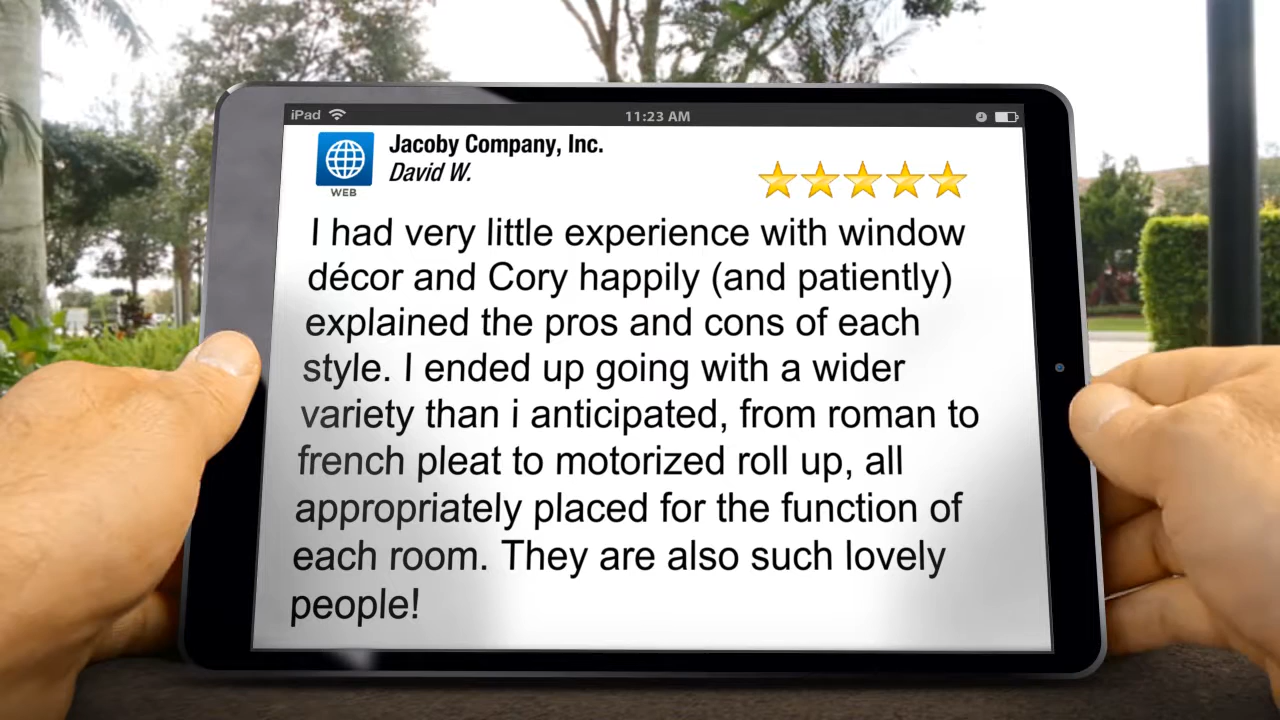 iPad 11:23 AM
Jacoby Company, Inc.
David W.
WEB
I had very little experience with window
décor and Cory happily (and patiently)
explained the pros and cons of each
style. I ended up going with a wider
variety than i anticipated, from roman to
french pleat to motorized roll up, all
appropriately placed for the function of
each room. They are also such lovely
people!